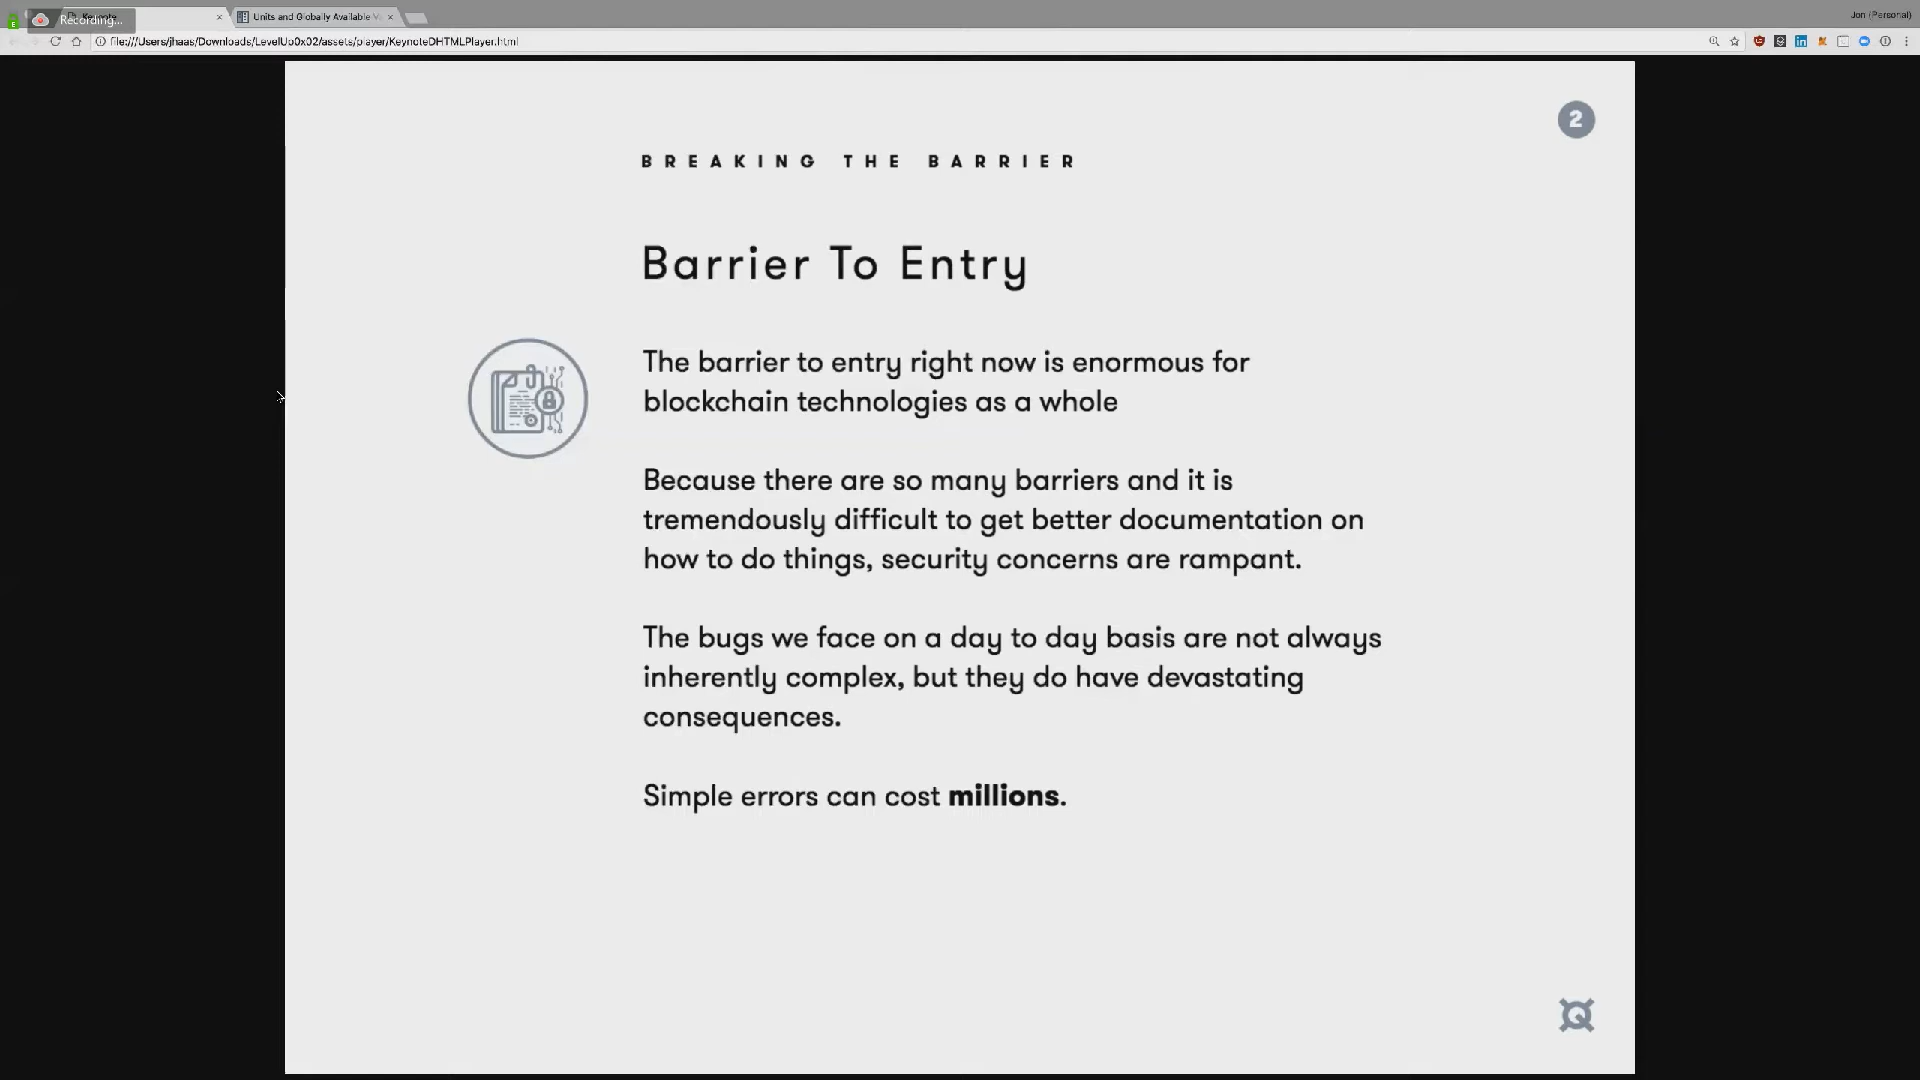 Recording...
Units and Globally Available V
Jon (Personal)
file:///Users/jhaas/Downloads/LevelUp0x02/assets/player/KeynoteDHTMLPlayer.html
2
BREAKING THE BARRIER
Barrier To Entry
The barrier to entry right now is enormous for
blockchain technologies as a whole
Because there are so many barriers and it is
tremendously difficult to get better documentation on
how to do things, security concerns are rampant.
The bugs we face on a day to day basis are not always
inherently complex, but they do have devastating
consequences.
Simple errors can cost millions.